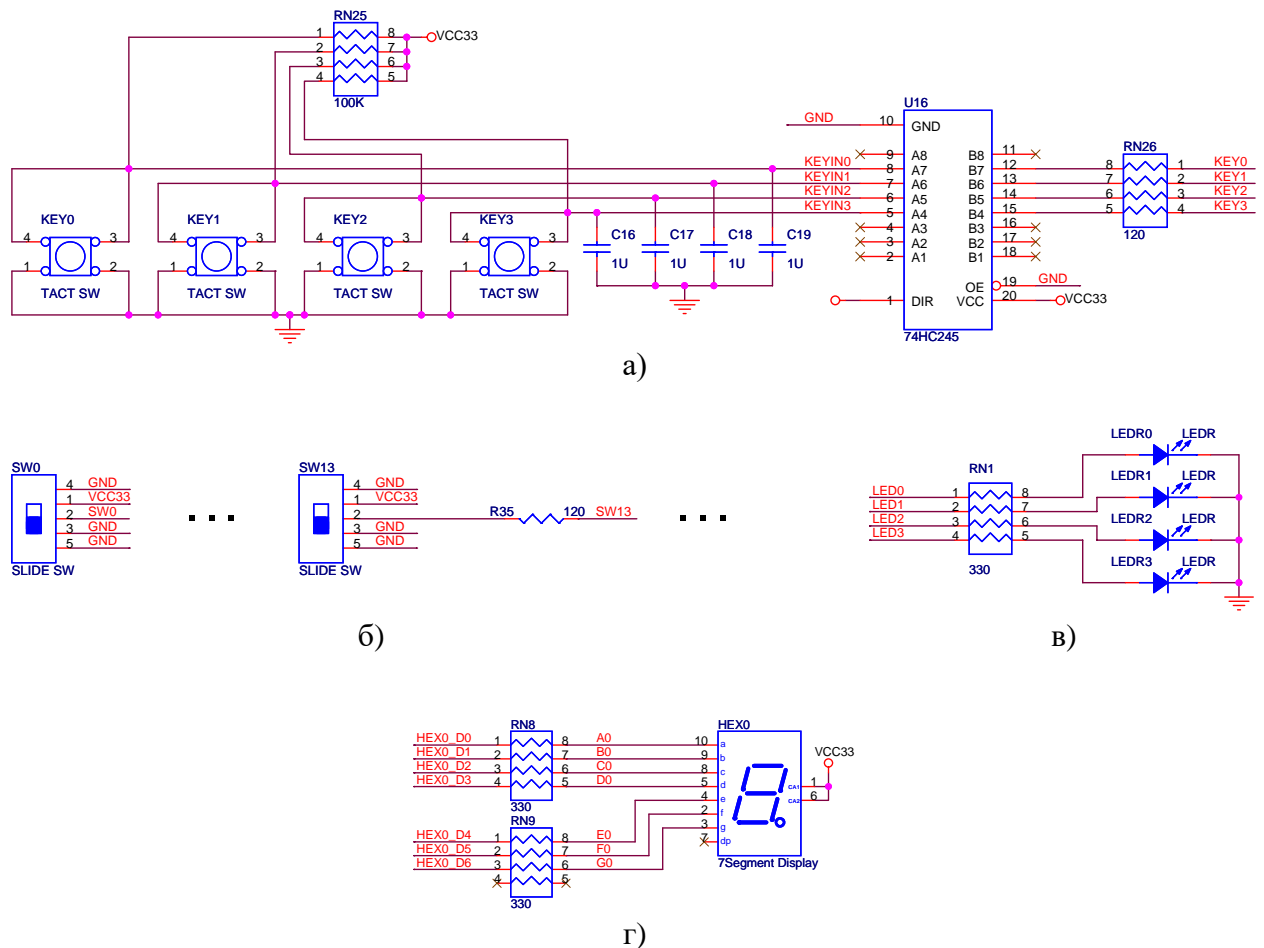 RN25
1 8 VCC33
2 7
3 6
4 5
100K
U16
GND 10 GND
9 A8 B8 11
KEYIN0 8 A7 B7 12 8 RN26 1 KEY0
KEYIN1 7 A6 B6 13 7 2 KEY1
KEYIN2 6 A5 B5 14 6 3 KEY2
KEYIN3 5 A4 B4 15 5 4 KEY3
4 A3 B3 16 120
3 A2 B2 17
2 A1 B1 18
OE 19 GND
1 DIR VCC 20 VCC33
74HC245
KEY0 KEY1 KEY2 KEY3
4 3 4 3 4 3 4 3
1 2 1 2 1 2 1 2
TACT SW TACT SW TACT SW TACT SW
C16 C17 C18 C19
1U 1U 1U 1U
а)
SW0
4 GND
1 VCC33
2 SW0
3 GND
5 GND
SLIDE SW
SW13
4 GND
1 VCC33
2 R35 120 SW13
3 GND
5 GND
SLIDE SW
б)
LEDR0 LEDR
RN1
LED0 1 8 LEDR1 LEDR
LED1 2 7
LED2 3 6 LEDR2 LEDR
LED3 4 5
330 LEDR3 LEDR
в)
RN8 HEX0
HEX0_D0 1 8 A0 10 a VCC33
HEX0_D1 2 7 B0 9 b
HEX0_D2 3 6 C0 8 c
HEX0_D3 4 5 D0 5 d CA1 1
330 4 e CA2 6
RN9 2 f
3 g
HEX0_D4 1 8 E0 7 dp
HEX0_D5 2 7 F0
HEX0_D6 3 6 G0 7Segment Display
4 5
330
г)